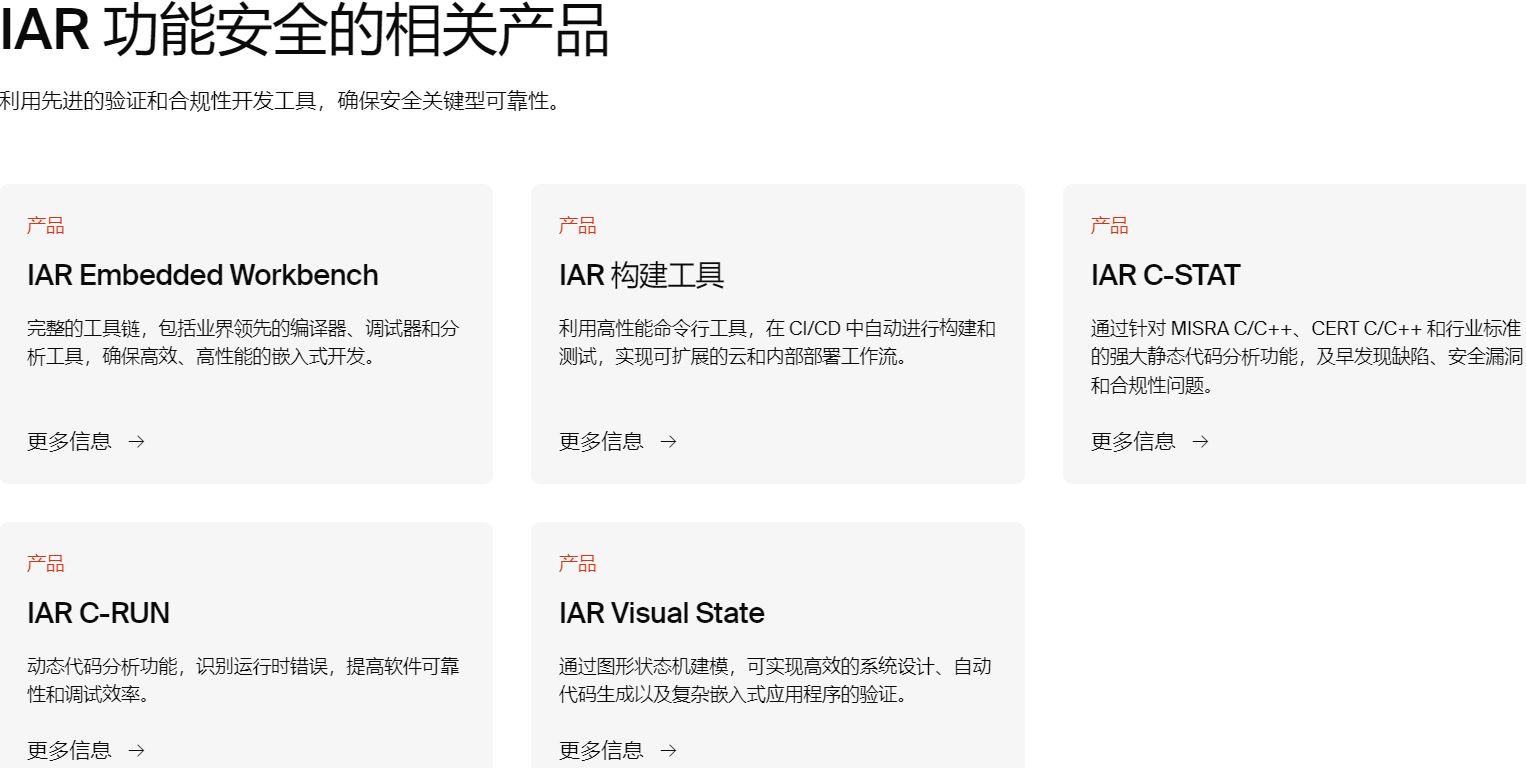 IAR 功能安全的相关产品
利用先进的验证和合规性开发工具，确保安全关键型可靠性。
产品
IAR Embedded Workbench
完整的工具链，包括业界领先的编译器、调试器和分
析工具，确保高效、高性能的嵌入式开发。
更多信息 →
产品
IAR 构建工具
利用高性能命令行工具，在 CI/CD 中自动进行构建和
测试，实现可扩展的云和内部部署工作流。
更多信息 →
产品
IAR C-STAT
通过针对 MISRA C/C++、CERT C/C++ 和行业标准
的强大静态代码分析功能，及早发现缺陷、安全漏洞
和合规性问题。
更多信息 →
产品
IAR C-RUN
动态代码分析功能，识别运行时错误，提高软件可靠
性和调试效率。
更多信息 →
产品
IAR Visual State
通过图形状态机建模，可实现高效的系统设计、自动
代码生成以及复杂嵌入式应用程序的验证。
更多信息 →